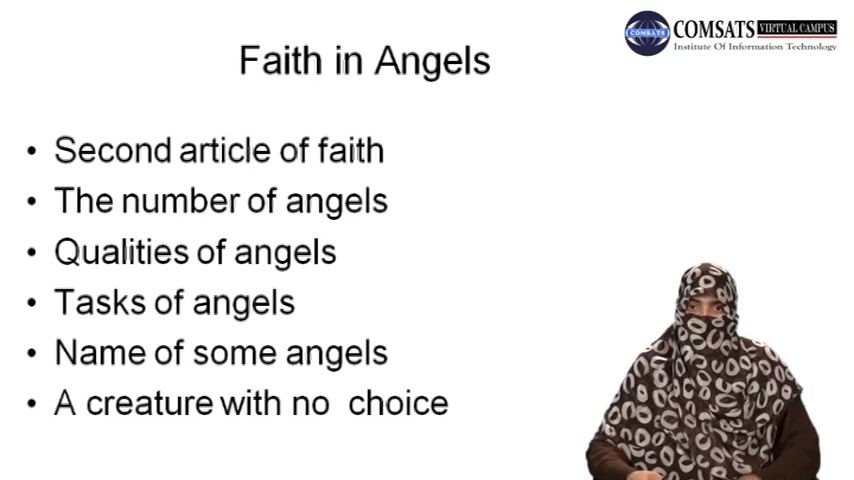 COMSATS VIRTUAL CAMPUS
COMSATS
Institute Of Information Technology
Faith in Angels
• Second article of faith
• The number of angels
• Qualities of angels
• Tasks of angels
• Name of some angels
• A creature with no choice